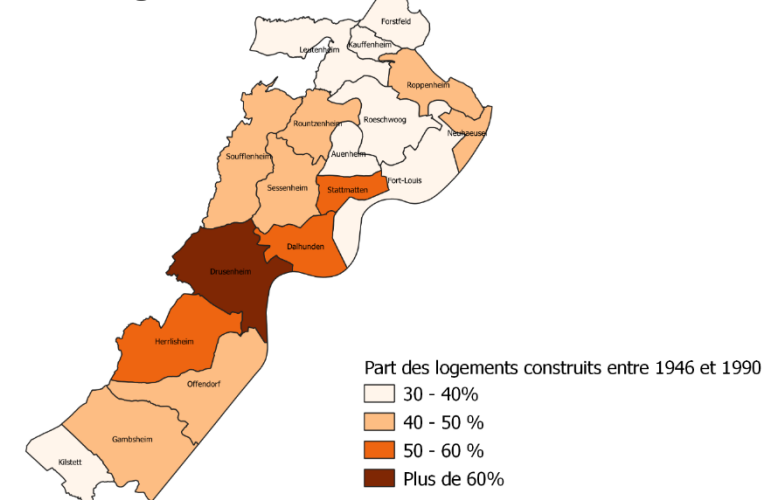 Forstfeld
Leutenheim
Kauffenheim
Roppenheim
Rountzenheim
Roeschwoog
Neuhaeusel
Auenheim
Soufflenheim
Fort-Louis
Sessenheim
Stattmatten
Dalhunden
Drusenheim
Herrlisheim
Offendorf
Gambsheim
Kilstett
Part des logements construits entre 1946 et 1990
30 - 40%
40 - 50 %
50 - 60 %
Plus de 60%